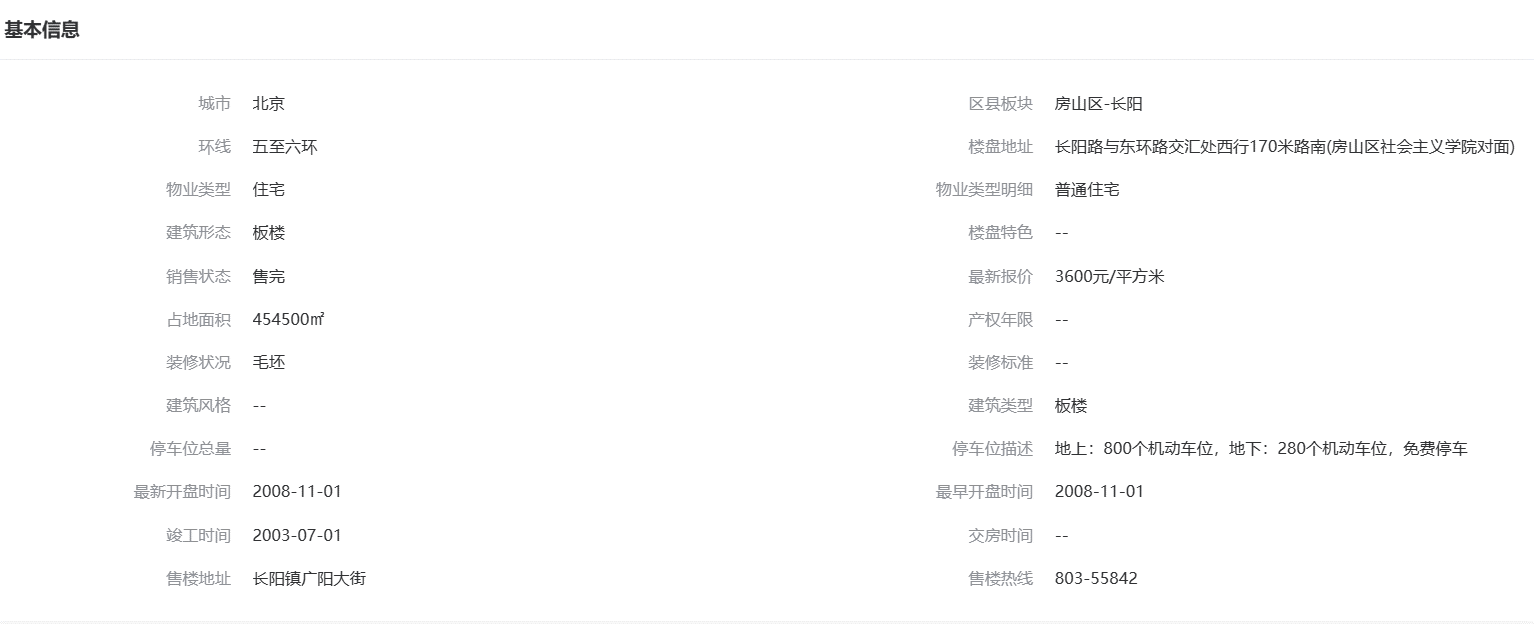 基本信息
城市 北京 区县板块 房山区-长阳
环线 五至六环 楼盘地址 长阳路与东环路交汇处西行170米路南(房山区社会主义学院对面)
物业类型 住宅 物业类型明细 普通住宅
建筑形态 板楼 楼盘特色 --
销售状态 售完 最新报价 3600元/平方米
占地面积 454500㎡ 产权年限 --
装修状况 毛坯 装修标准 --
建筑风格 -- 建筑类型 板楼
停车位总量 -- 停车位描述 地上：800个机动车位，地下：280个机动车位，免费停车
最新开盘时间 2008-11-01 最早开盘时间 2008-11-01
竣工时间 2003-07-01 交房时间 --
售楼地址 长阳镇广阳大街 售楼热线 803-55842